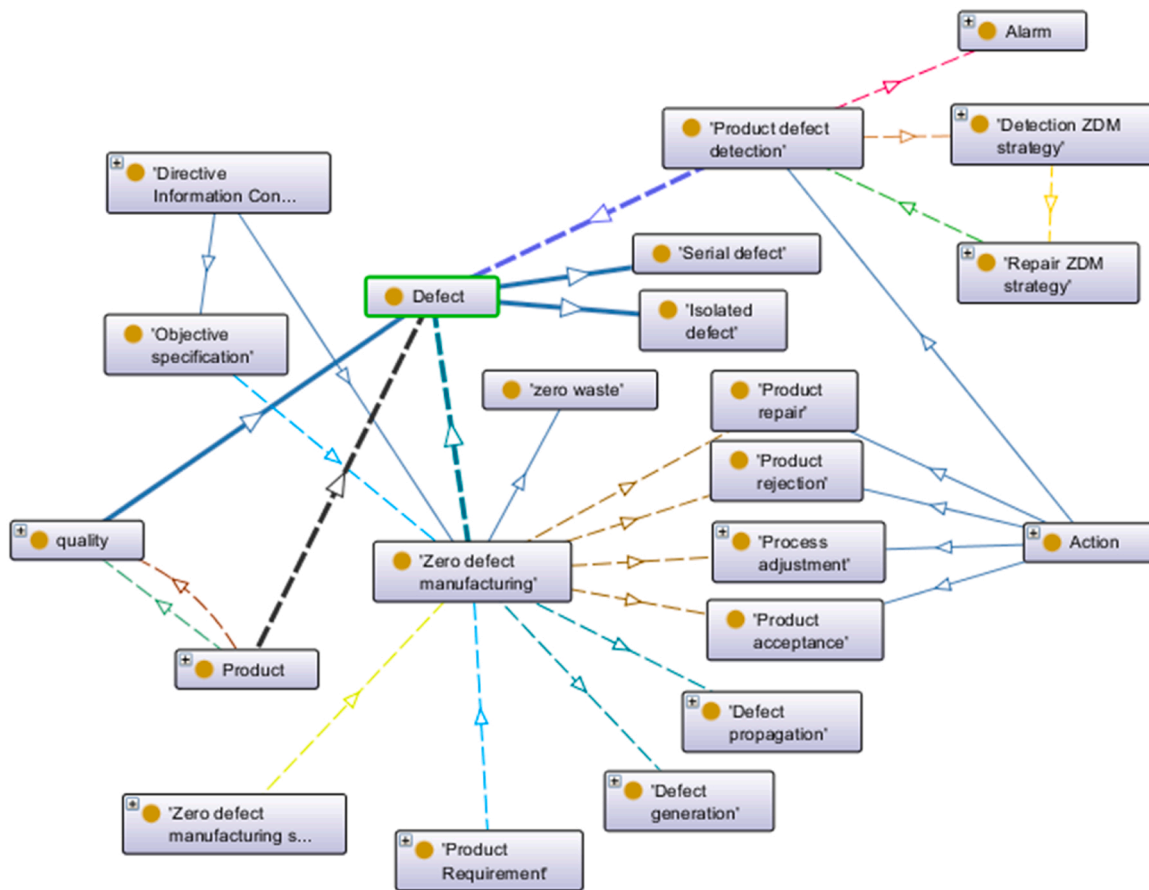 Alarm
'Product defect
detection'
'Detection ZDM
strategy'
'Directive
Information Con...
'Serial defect'
'Repair ZDM
strategy'
Defect
'Isolated
defect'
'Objective
specification'
'zero waste'
'Product
repair'
'Product
rejection'
quality
'Zero defect
manufacturing'
'Process
adjustment'
Action
'Product
acceptance'
Product
'Defect
propagation'
'Defect
generation'
'Zero defect
manufacturing s...
'Product
Requirement'